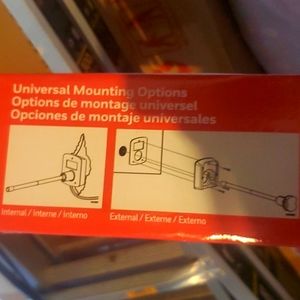 Universal Mounting Options
Options de montage universel
Opciones de montaje universales
Internal / Interne / Interno
External / Externe / Externo